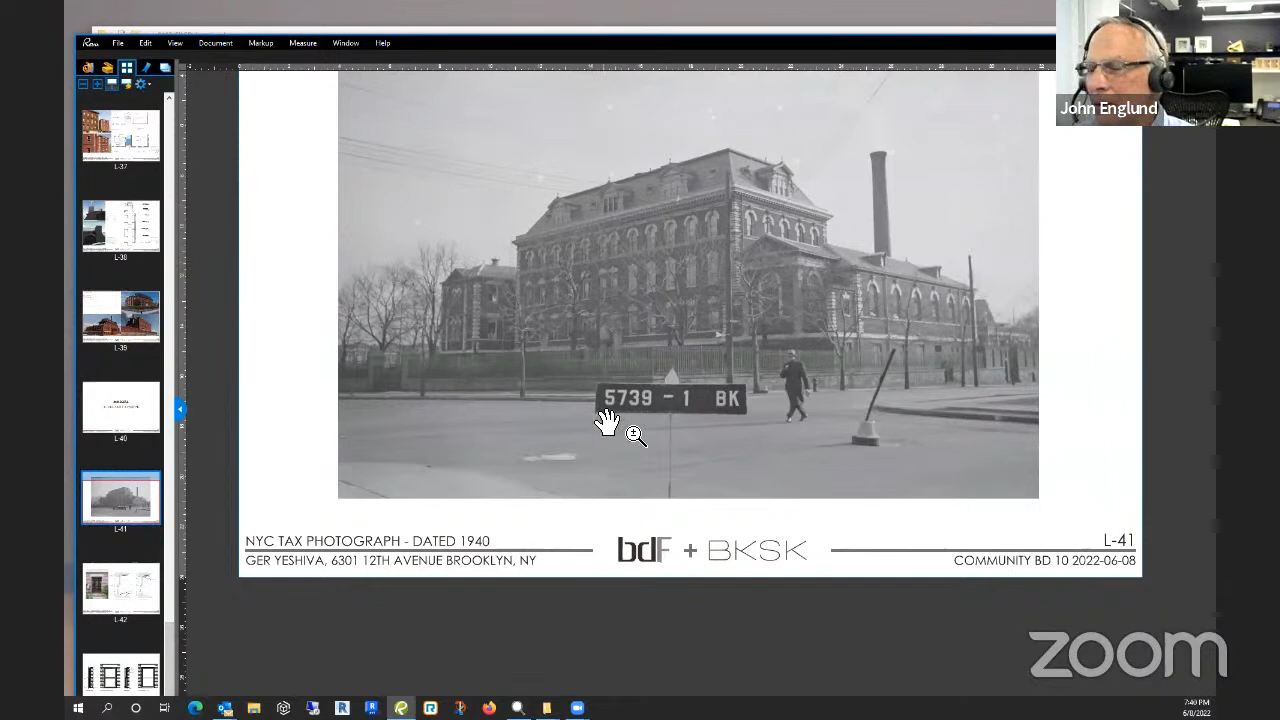 Revu File Edit View Document Markup Measure Window Help
John Englund
L-37
L-38
L-39
L-40
L-41
L-42
5739 - 1 BK
NYC TAX PHOTOGRAPH - DATED 1940
GER YESHIVA, 6301 12TH AVENUE BROOKLYN, NY
bdF + BKSK
L-41
COMMUNITY BD 10 2022-06-08
zoom
7:40 PM
6/8/2022